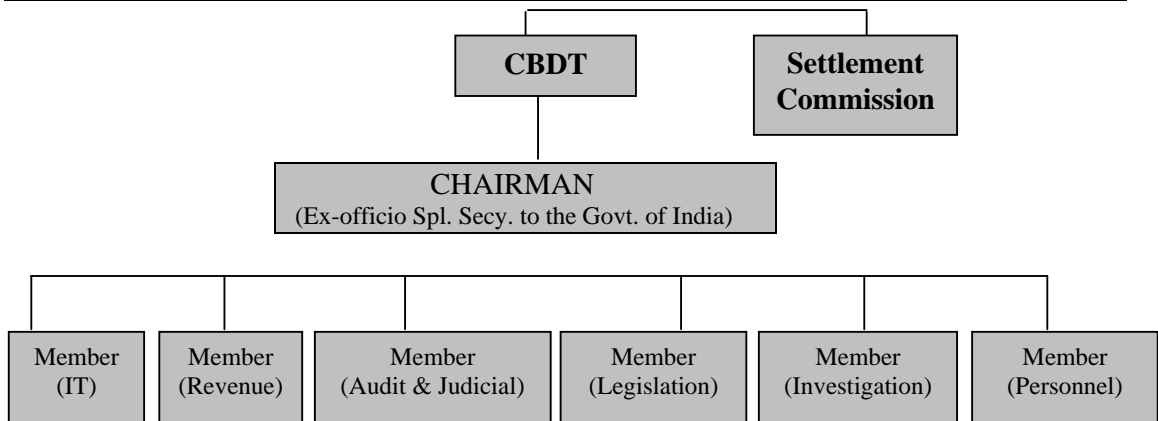 CBDT
Settlement
Commission
CHAIRMAN
(Ex-officio Spl. Secy. to the Govt. of India)
Member
(IT)
Member
(Revenue)
Member
(Audit & Judicial)
Member
(Legislation)
Member
(Investigation)
Member
(Personnel)